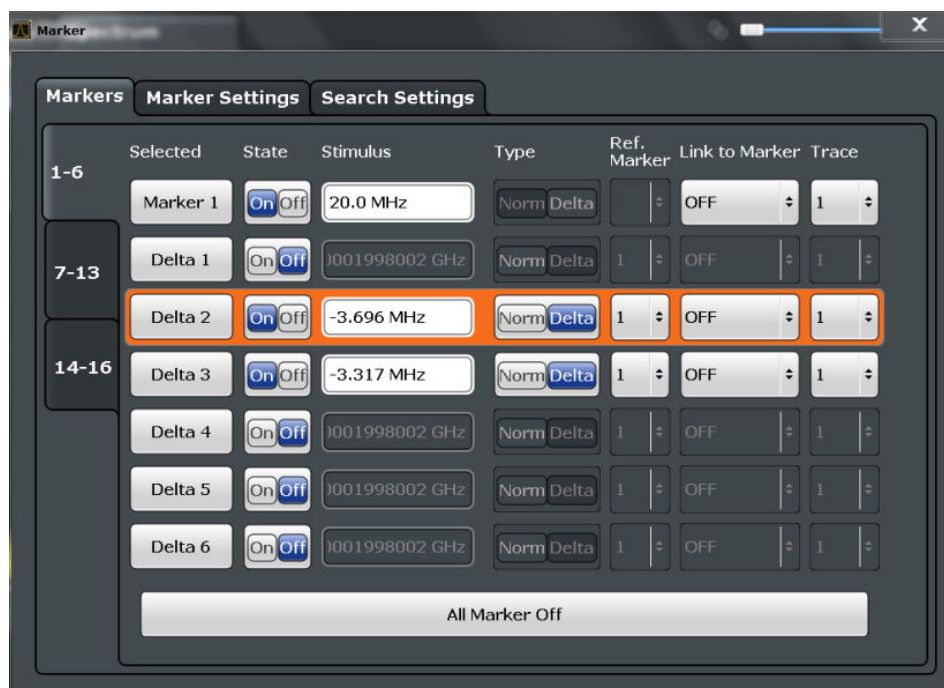 Marker
X
Markers Marker Settings Search Settings
1-6
7-13
14-16
Selected State Stimulus Type Ref. Marker Link to Marker Trace
Marker 1 On Off 20.0 MHz Norm Delta OFF 1
Delta 1 On Off 0001998002 GHz Norm Delta 1 OFF 1
Delta 2 On Off -3.696 MHz Norm Delta 1 OFF 1
Delta 3 On Off -3.317 MHz Norm Delta 1 OFF 1
Delta 4 On Off 0001998002 GHz Norm Delta 1 OFF 1
Delta 5 On Off 0001998002 GHz Norm Delta 1 OFF 1
Delta 6 On Off 0001998002 GHz Norm Delta 1 OFF 1
All Marker Off